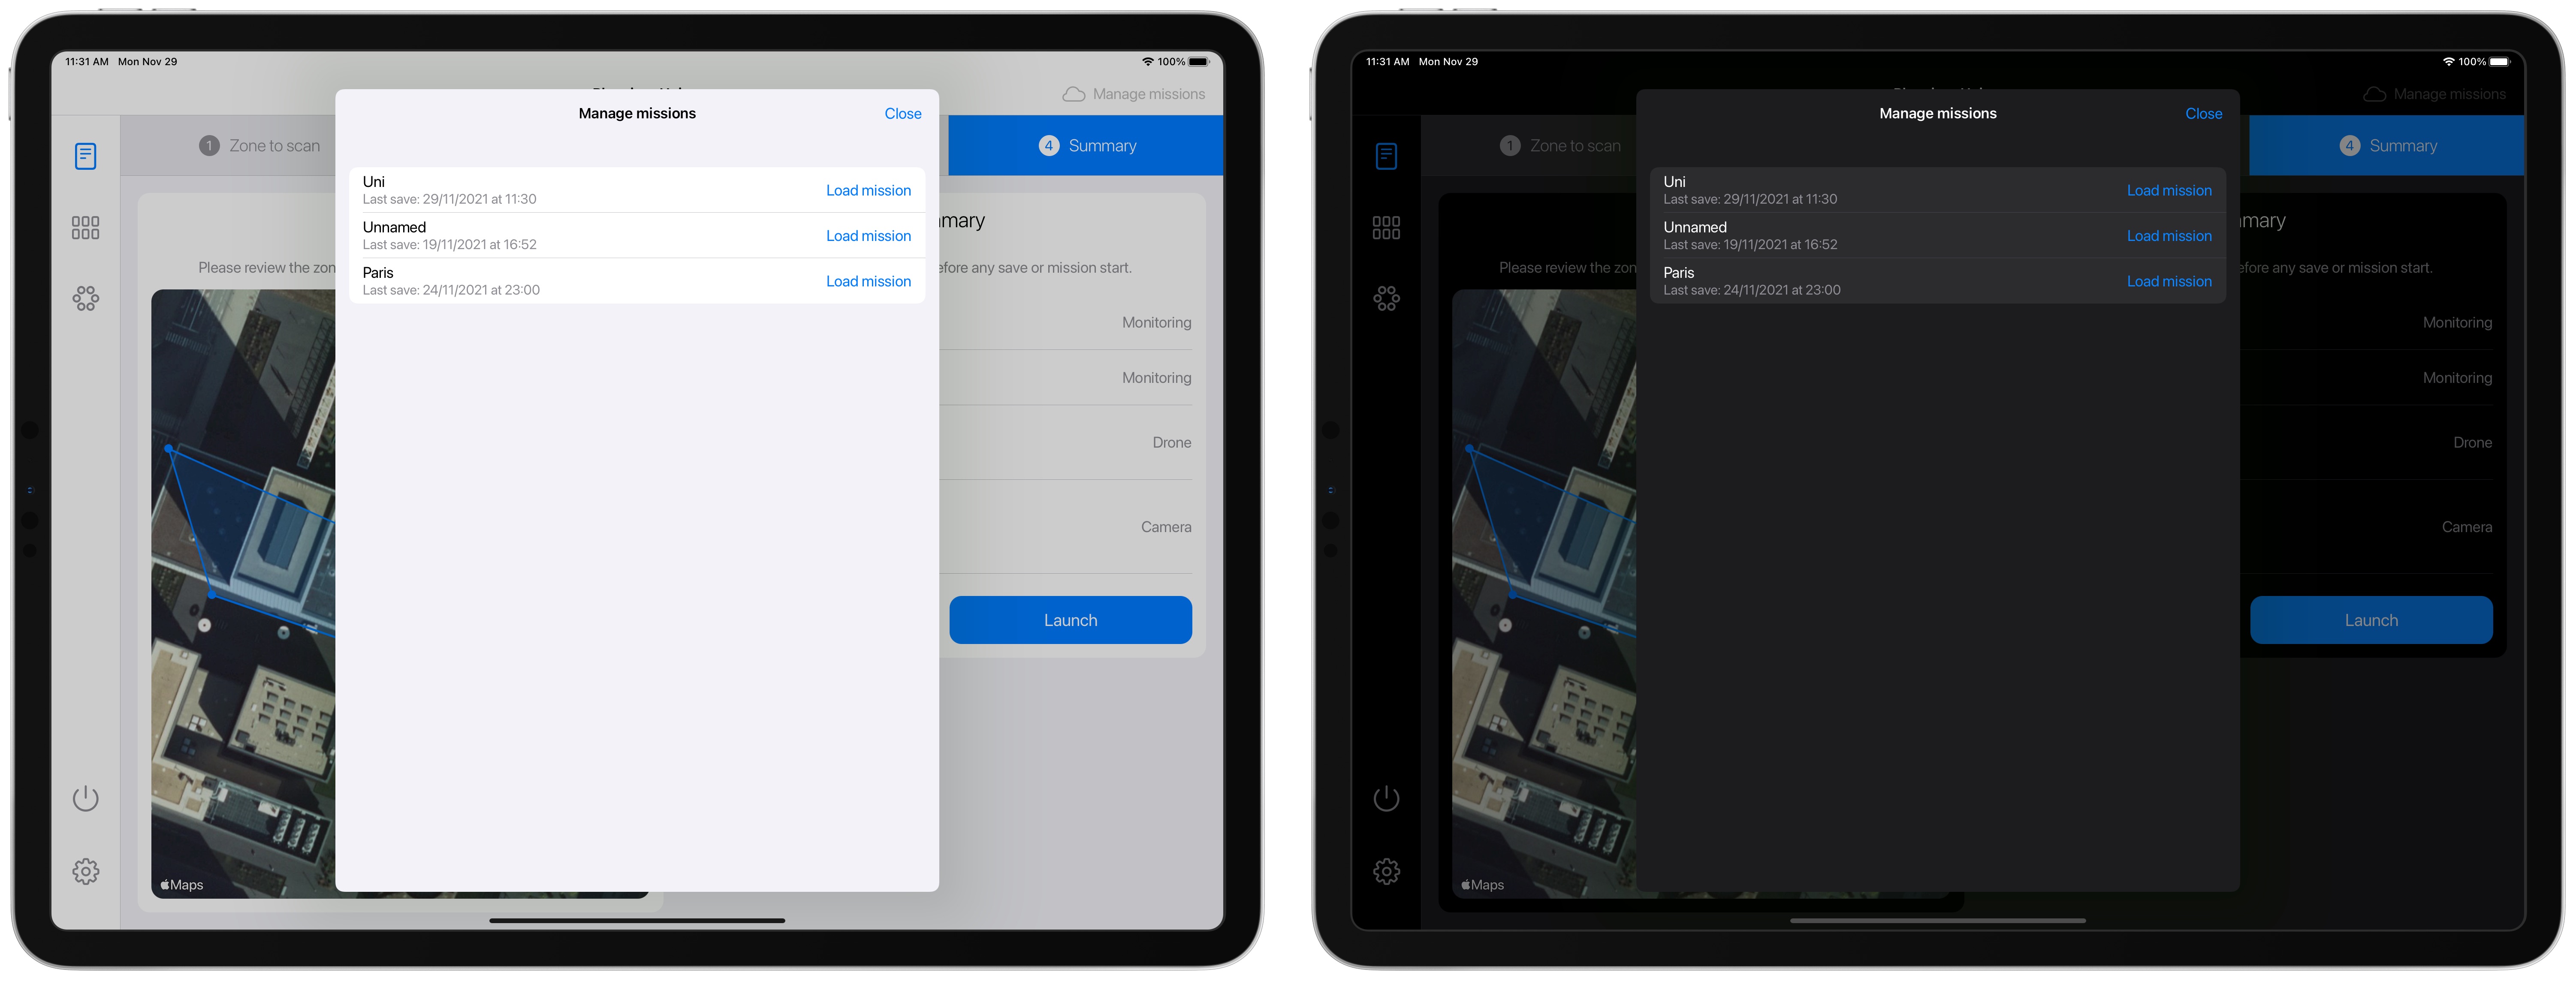 11:31 AM Mon Nov 29
100%
Manage missions
Manage missions
Close
1 Zone to scan
4 Summary
Uni
Last save: 29/11/2021 at 11:30
Load mission
Unnamed
Last save: 19/11/2021 at 16:52
Load mission
Paris
Last save: 24/11/2021 at 23:00
Load mission
mary
Please review the zon
efore any save or mission start.
Monitoring
Monitoring
Drone
Camera
Launch
Maps
11:31 AM Mon Nov 29
100%
Manage missions
Manage missions
Close
1 Zone to scan
4 Summary
Uni
Last save: 29/11/2021 at 11:30
Load mission
Unnamed
Last save: 19/11/2021 at 16:52
Load mission
Paris
Last save: 24/11/2021 at 23:00
Load mission
mary
Please review the zon
efore any save or mission start.
Monitoring
Monitoring
Drone
Camera
Launch
Maps